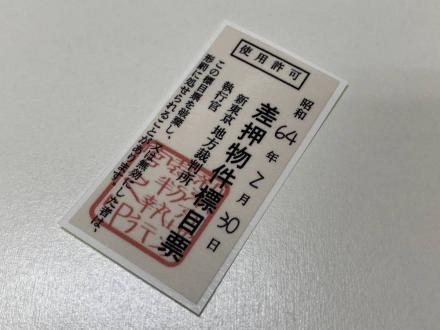 使用許可
昭和64年2月30日
差押物件標目票
新東京 地方裁判所
執行官
この標目票を破棄し、又は無効にした者は、
刑罰に処せられることがあります。